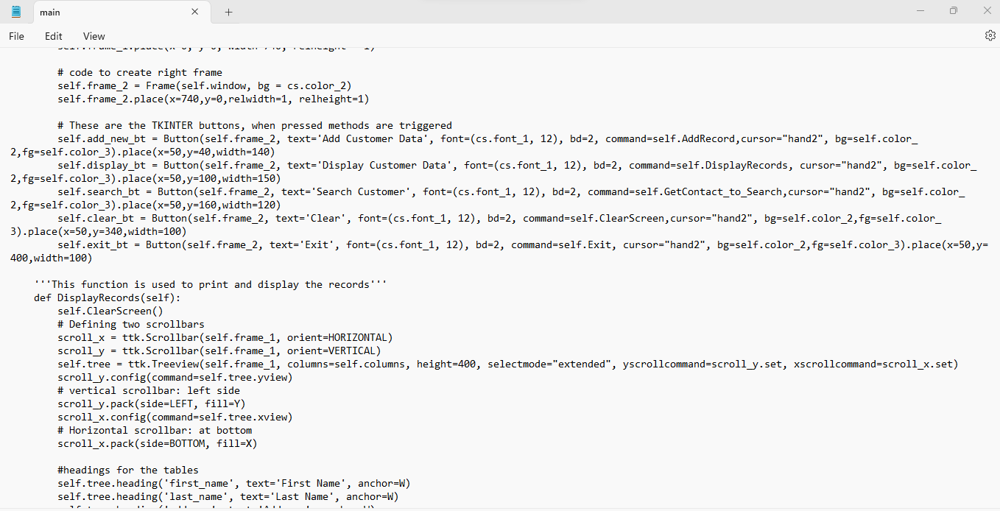 main
File Edit View
# code to create right frame
self.frame_2 = Frame(self.window, bg = cs.color_2)
self.frame_2.place(x=740,y=0,relwidth=1, relheight=1)
# These are the TKINTER buttons, when pressed methods are triggered
self.add_new_bt = Button(self.frame_2, text='Add Customer Data', font=(cs.font_1, 12), bd=2, command=self.AddRecord,cursor="hand2", bg=self.color_
2,fg=self.color_3).place(x=50,y=40,width=140)
self.display_bt = Button(self.frame_2, text='Display Customer Data', font=(cs.font_1, 12), bd=2, command=self.DisplayRecords, cursor="hand2", bg=self.color_
2,fg=self.color_3).place(x=50,y=100,width=150)
self.search_bt = Button(self.frame_2, text='Search Customer', font=(cs.font_1, 12), bd=2, command=self.GetContact_to_Search,cursor="hand2", bg=self.color_
2,fg=self.color_3).place(x=50,y=160,width=120)
self.clear_bt = Button(self.frame_2, text='Clear', font=(cs.font_1, 12), bd=2, command=self.ClearScreen,cursor="hand2", bg=self.color_2,fg=self.color_
3).place(x=50,y=340,width=100)
self.exit_bt = Button(self.frame_2, text='Exit', font=(cs.font_1, 12), bd=2, command=self.Exit, cursor="hand2", bg=self.color_2,fg=self.color_3).place(x=50,y=
400,width=100)
'''This function is used to print and display the records'''
def DisplayRecords(self):
self.ClearScreen()
# Defining two scrollbars
scroll_x = ttk.Scrollbar(self.frame_1, orient=HORIZONTAL)
scroll_y = ttk.Scrollbar(self.frame_1, orient=VERTICAL)
self.tree = ttk.Treeview(self.frame_1, columns=self.columns, height=400, selectmode="extended", yscrollcommand=scroll_y.set, xscrollcommand=scroll_x.set)
scroll_y.config(command=self.tree.yview)
# vertical scrollbar: left side
scroll_y.pack(side=LEFT, fill=Y)
scroll_x.config(command=self.tree.xview)
# Horizontal scrollbar: at bottom
scroll_x.pack(side=BOTTOM, fill=X)
#headings for the tables
self.tree.heading('first_name', text='First Name', anchor=W)
self.tree.heading('last_name', text='Last Name', anchor=W)